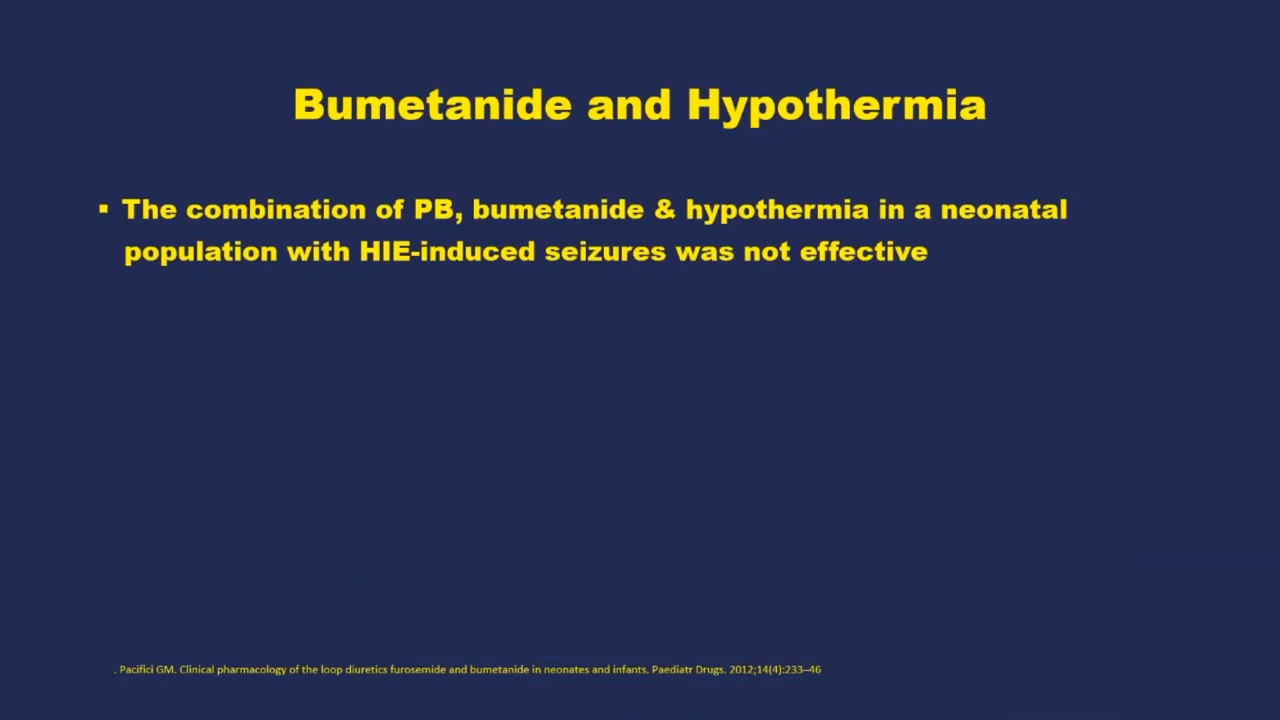 Bumetanide and Hypothermia
▪ The combination of PB, bumetanide & hypothermia in a neonatal
population with HIE-induced seizures was not effective
. Pacifici GM. Clinical pharmacology of the loop diuretics furosemide and bumetanide in neonates and infants. Paediatr Drugs. 2012;14(4):233–46